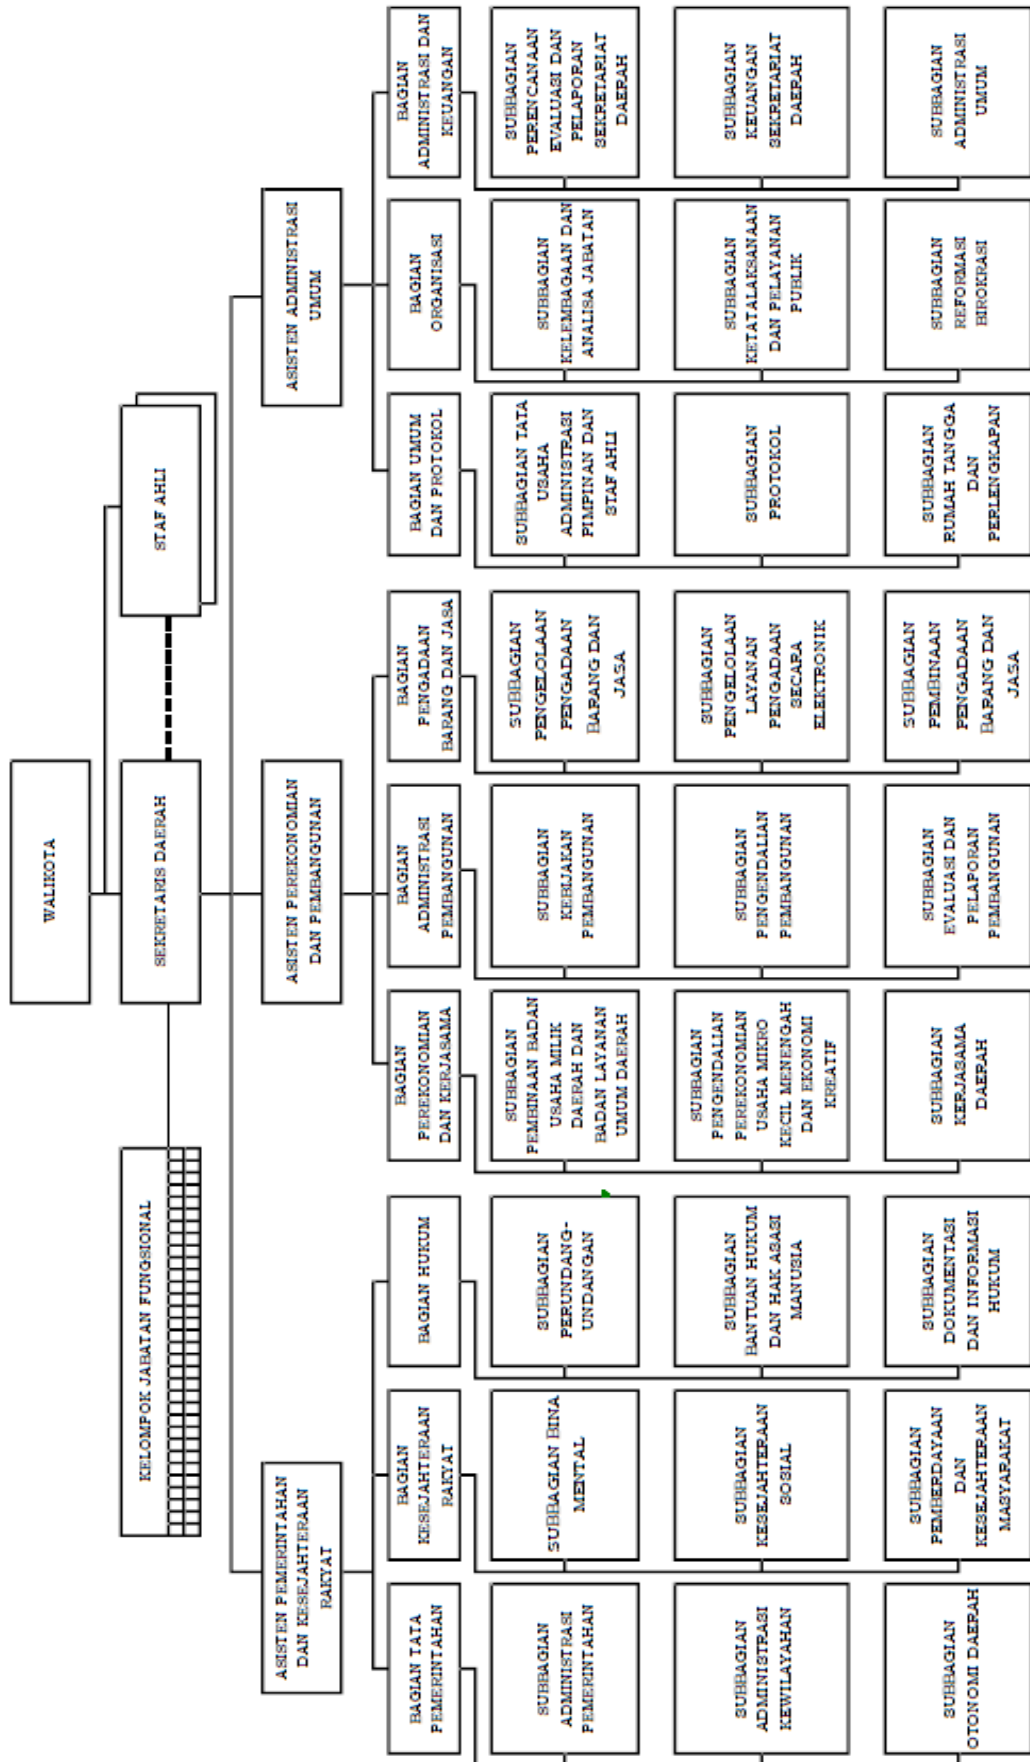 WALIKOTA
SEKRETARIS DAERAH
STAF AHLI
KELOMPOK JABATAN FUNGSIONAL
ASISTEN PEMERINTAHAN
DAN KESEJAHTERAAN
RAKYAT
ASISTEN PEREKONOMIAN
DAN PEMBANGUNAN
ASISTEN ADMINISTRASI
UMUM
BAGIAN TATA
PEMERINTAHAN
BAGIAN
KESEJAHTERAAN
RAKYAT
BAGIAN HUKUM
BAGIAN
PEREKONOMIAN
DAN KERJASAMA
BAGIAN
ADMINISTRASI
PEMBANGUNAN
BAGIAN
PENGADAAN
BARANG DAN JASA
BAGIAN UMUM
DAN PROTOKOL
BAGIAN
ORGANISASI
BAGIAN
ADMINISTRASI DAN
KEUANGAN
SUBBAGIAN
ADMINISTRASI
PEMERINTAHAN
SUBBAGIAN BINA
MENTAL
SUBBAGIAN
PERUNDANG-
UNDANGAN
SUBBAGIAN
PEMBINAAN BADAN
USAHA MILIK
DAERAH DAN
BADAN LAYANAN
UMUM DAERAH
SUBBAGIAN
KEBIJAKAN
PEMBANGUNAN
SUBBAGIAN
PENGELOLAAN
PENGADAAN
BARANG DAN
JASA
SUBBAGIAN TATA
USAHA
ADMINISTRASI
PIMPINAN DAN
STAF AHLI
SUBBAGIAN
KELEMBAGAAN DAN
ANALISA JABATAN
SUBBAGIAN
PERENCANAAN
EVALUASI DAN
PELAPORAN
SEKRETARIAT
DAERAH
SUBBAGIAN
ADMINISTRASI
KEWILAYAHAN
SUBBAGIAN
KESEJAHTERAAN
SOSIAL
SUBBAGIAN
BANTUAN HUKUM
DAN HAK ASASI
MANUSIA
SUBBAGIAN
PENGENDALIAN
PEREKONOMIAN
USAHA MIKRO
KECIL MENENGAH
DAN EKONOMI
KREATIF
SUBBAGIAN
PENGENDALIAN
PEMBANGUNAN
SUBBAGIAN
PENGELOLAAN
LAYANAN
PENGADAAN
SECARA
ELEKTRONIK
SUBBAGIAN
PROTOKOL
SUBBAGIAN
KETATALAKSANAAN
DAN PELAYANAN
PUBLIK
SUBBAGIAN
KEUANGAN
SEKRETARIAT
DAERAH
SUBBAGIAN
OTONOMI DAERAH
SUBBAGIAN
PEMBERDAYAAN
DAN
KESEJAHTERAAN
MASYARAKAT
SUBBAGIAN
DOKUMENTASI
DAN INFORMASI
HUKUM
SUBBAGIAN
KERJASAMA
DAERAH
SUBBAGIAN
EVALUASI DAN
PELAPORAN
PEMBANGUNAN
SUBBAGIAN
PEMBINAAN
PENGADAAN
BARANG DAN
JASA
SUBBAGIAN
RUMAH TANGGA
DAN
PERLENGKAPAN
SUBBAGIAN
REFORMASI
BIROKRASI
SUBBAGIAN
ADMINISTRASI
UMUM